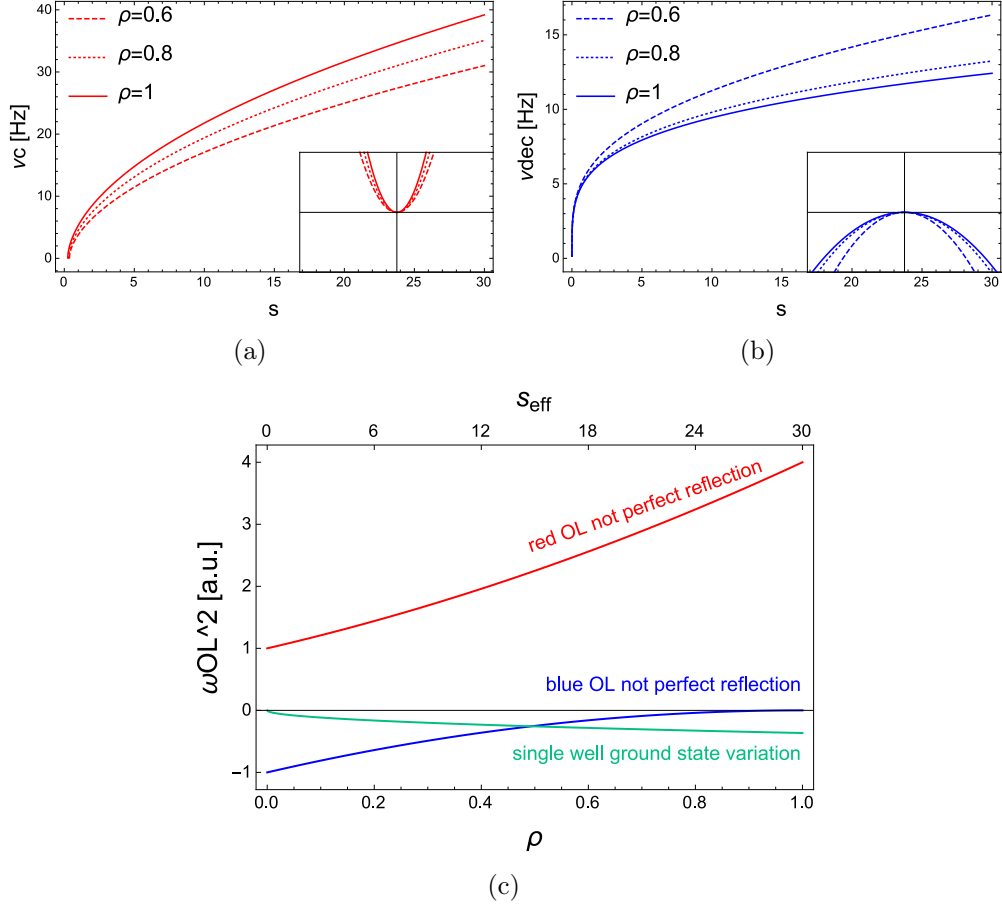 ρ=0.6
ρ=0.8
ρ=1
νc [Hz]
40
30
20
10
0
0 5 10 15 20 25 30
s
(a)
ρ=0.6
ρ=0.8
ρ=1
νdec [Hz]
15
10
5
0
0 5 10 15 20 25 30
s
(b)
s_eff
0 6 12 18 24 30
ωOL^2 [a.u.]
4
3
2
1
0
−1
red OL not perfect reflection
blue OL not perfect reflection
single well ground state variation
0.0 0.2 0.4 0.6 0.8 1.0
ρ
(c)